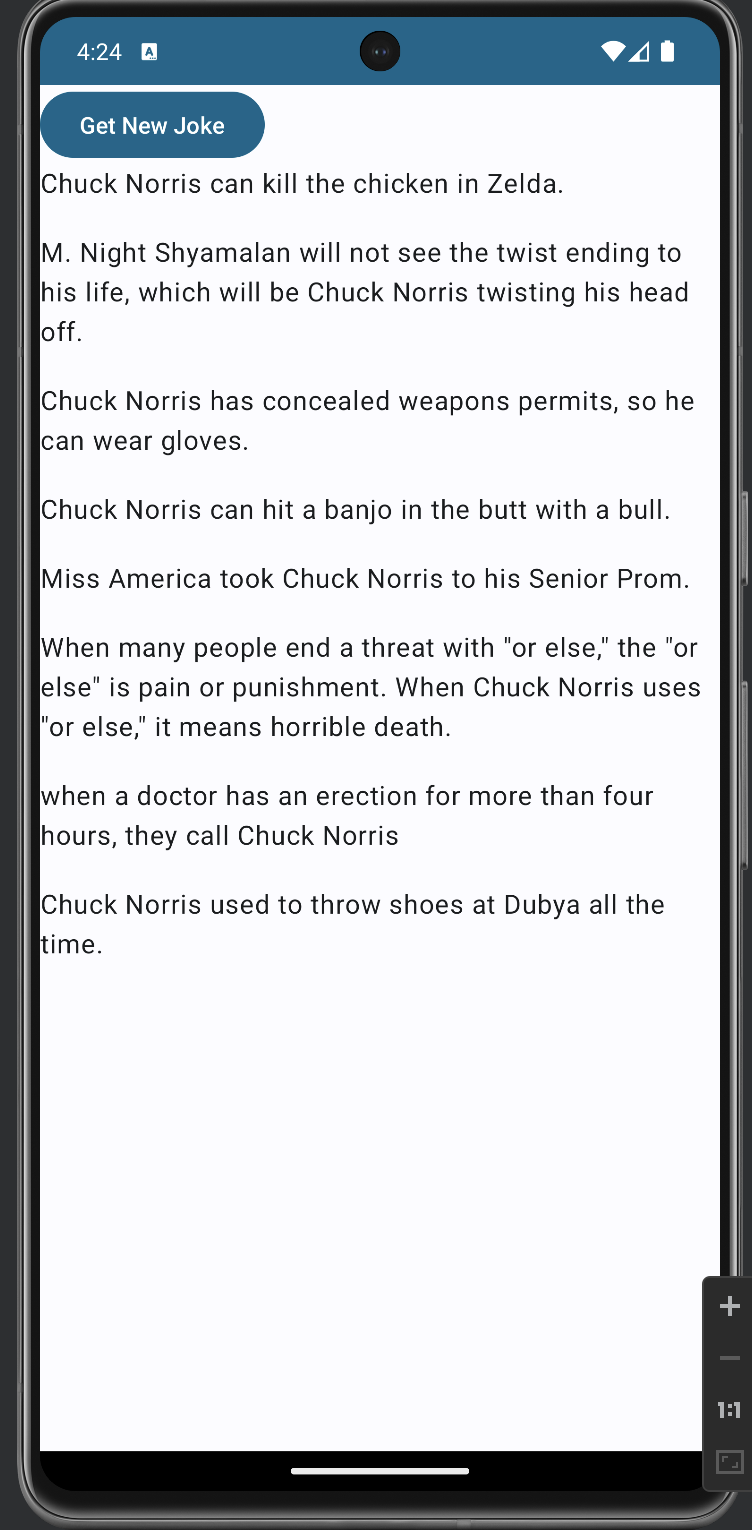 4:24 A
Get New Joke
Chuck Norris can kill the chicken in Zelda.
M. Night Shyamalan will not see the twist ending to
his life, which will be Chuck Norris twisting his head
off.
Chuck Norris has concealed weapons permits, so he
can wear gloves.
Chuck Norris can hit a banjo in the butt with a bull.
Miss America took Chuck Norris to his Senior Prom.
When many people end a threat with "or else," the "or
else" is pain or punishment. When Chuck Norris uses
"or else," it means horrible death.
when a doctor has an erection for more than four
hours, they call Chuck Norris
Chuck Norris used to throw shoes at Dubya all the
time.
1:1